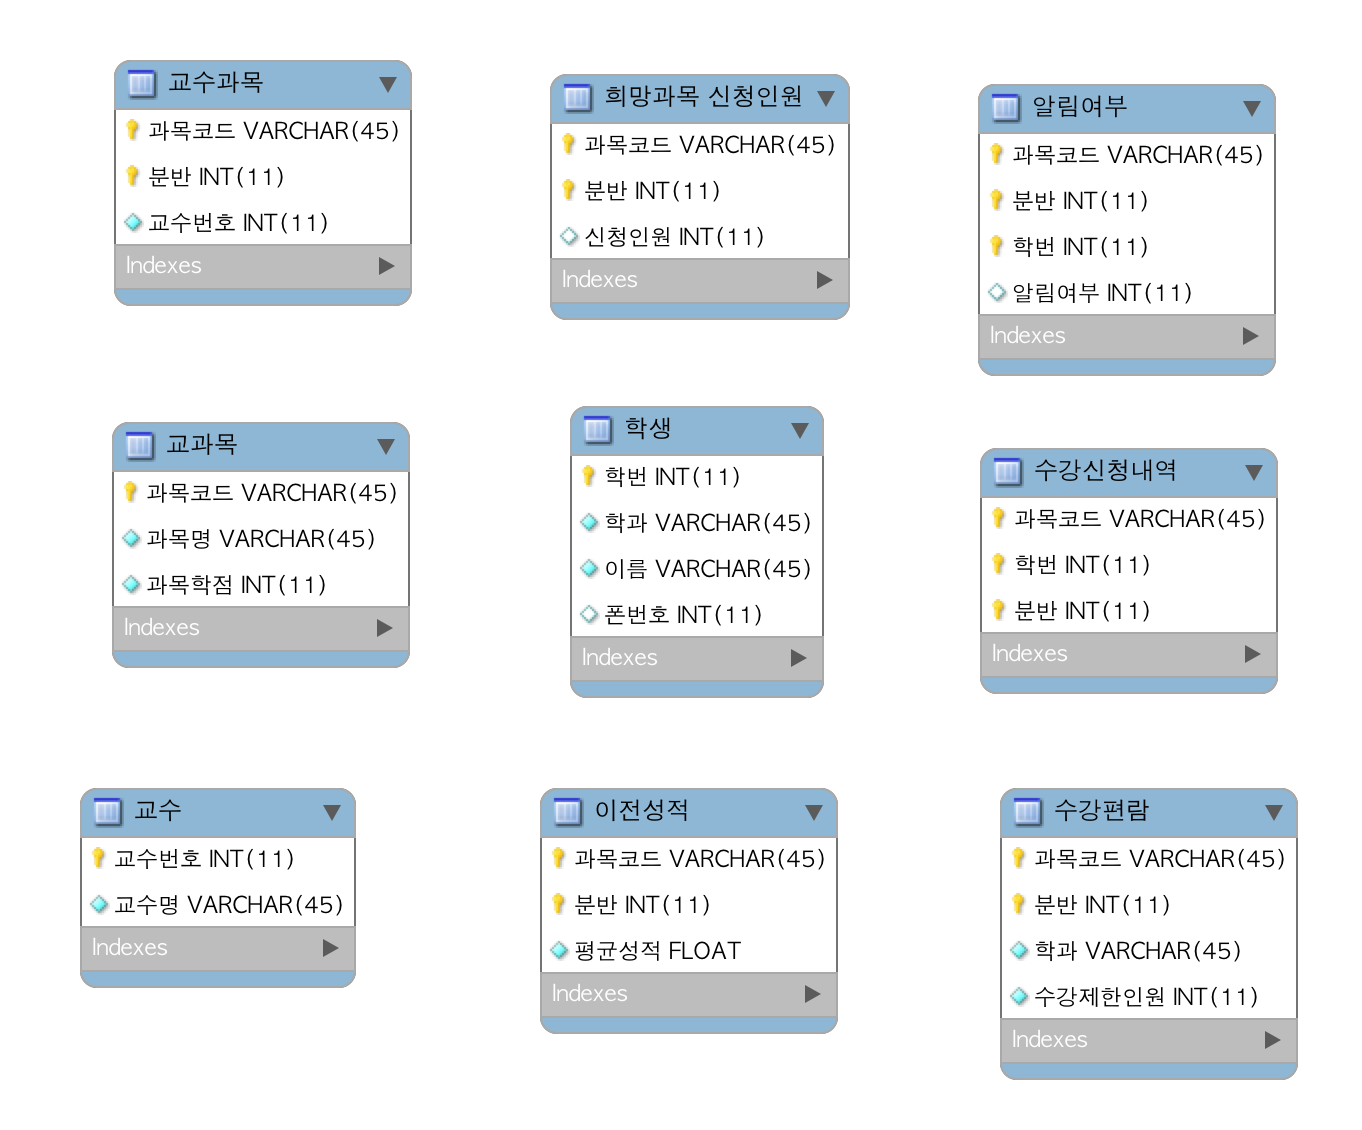 교수과목
과목코드 VARCHAR(45)
분반 INT(11)
교수번호 INT(11)
Indexes
희망과목 신청인원
과목코드 VARCHAR(45)
분반 INT(11)
신청인원 INT(11)
Indexes
알림여부
과목코드 VARCHAR(45)
분반 INT(11)
학번 INT(11)
알림여부 INT(11)
Indexes
교과목
과목코드 VARCHAR(45)
과목명 VARCHAR(45)
과목학점 INT(11)
Indexes
학생
학번 INT(11)
학과 VARCHAR(45)
이름 VARCHAR(45)
폰번호 INT(11)
Indexes
수강신청내역
과목코드 VARCHAR(45)
학번 INT(11)
분반 INT(11)
Indexes
교수
교수번호 INT(11)
교수명 VARCHAR(45)
Indexes
이전성적
과목코드 VARCHAR(45)
분반 INT(11)
평균성적 FLOAT
Indexes
수강편람
과목코드 VARCHAR(45)
분반 INT(11)
학과 VARCHAR(45)
수강제한인원 INT(11)
Indexes